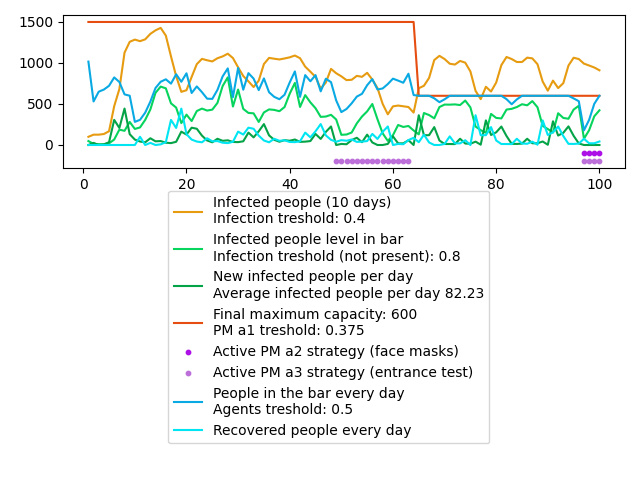 1500
1000
500
0
0 20 40 60 80 100
Infected people (10 days)
Infection treshold: 0.4
Infected people level in bar
Infection treshold (not present): 0.8
New infected people per day
Average infected people per day 82.23
Final maximum capacity: 600
PM a1 treshold: 0.375
Active PM a2 strategy (face masks)
Active PM a3 strategy (entrance test)
People in the bar every day
Agents treshold: 0.5
Recovered people every day